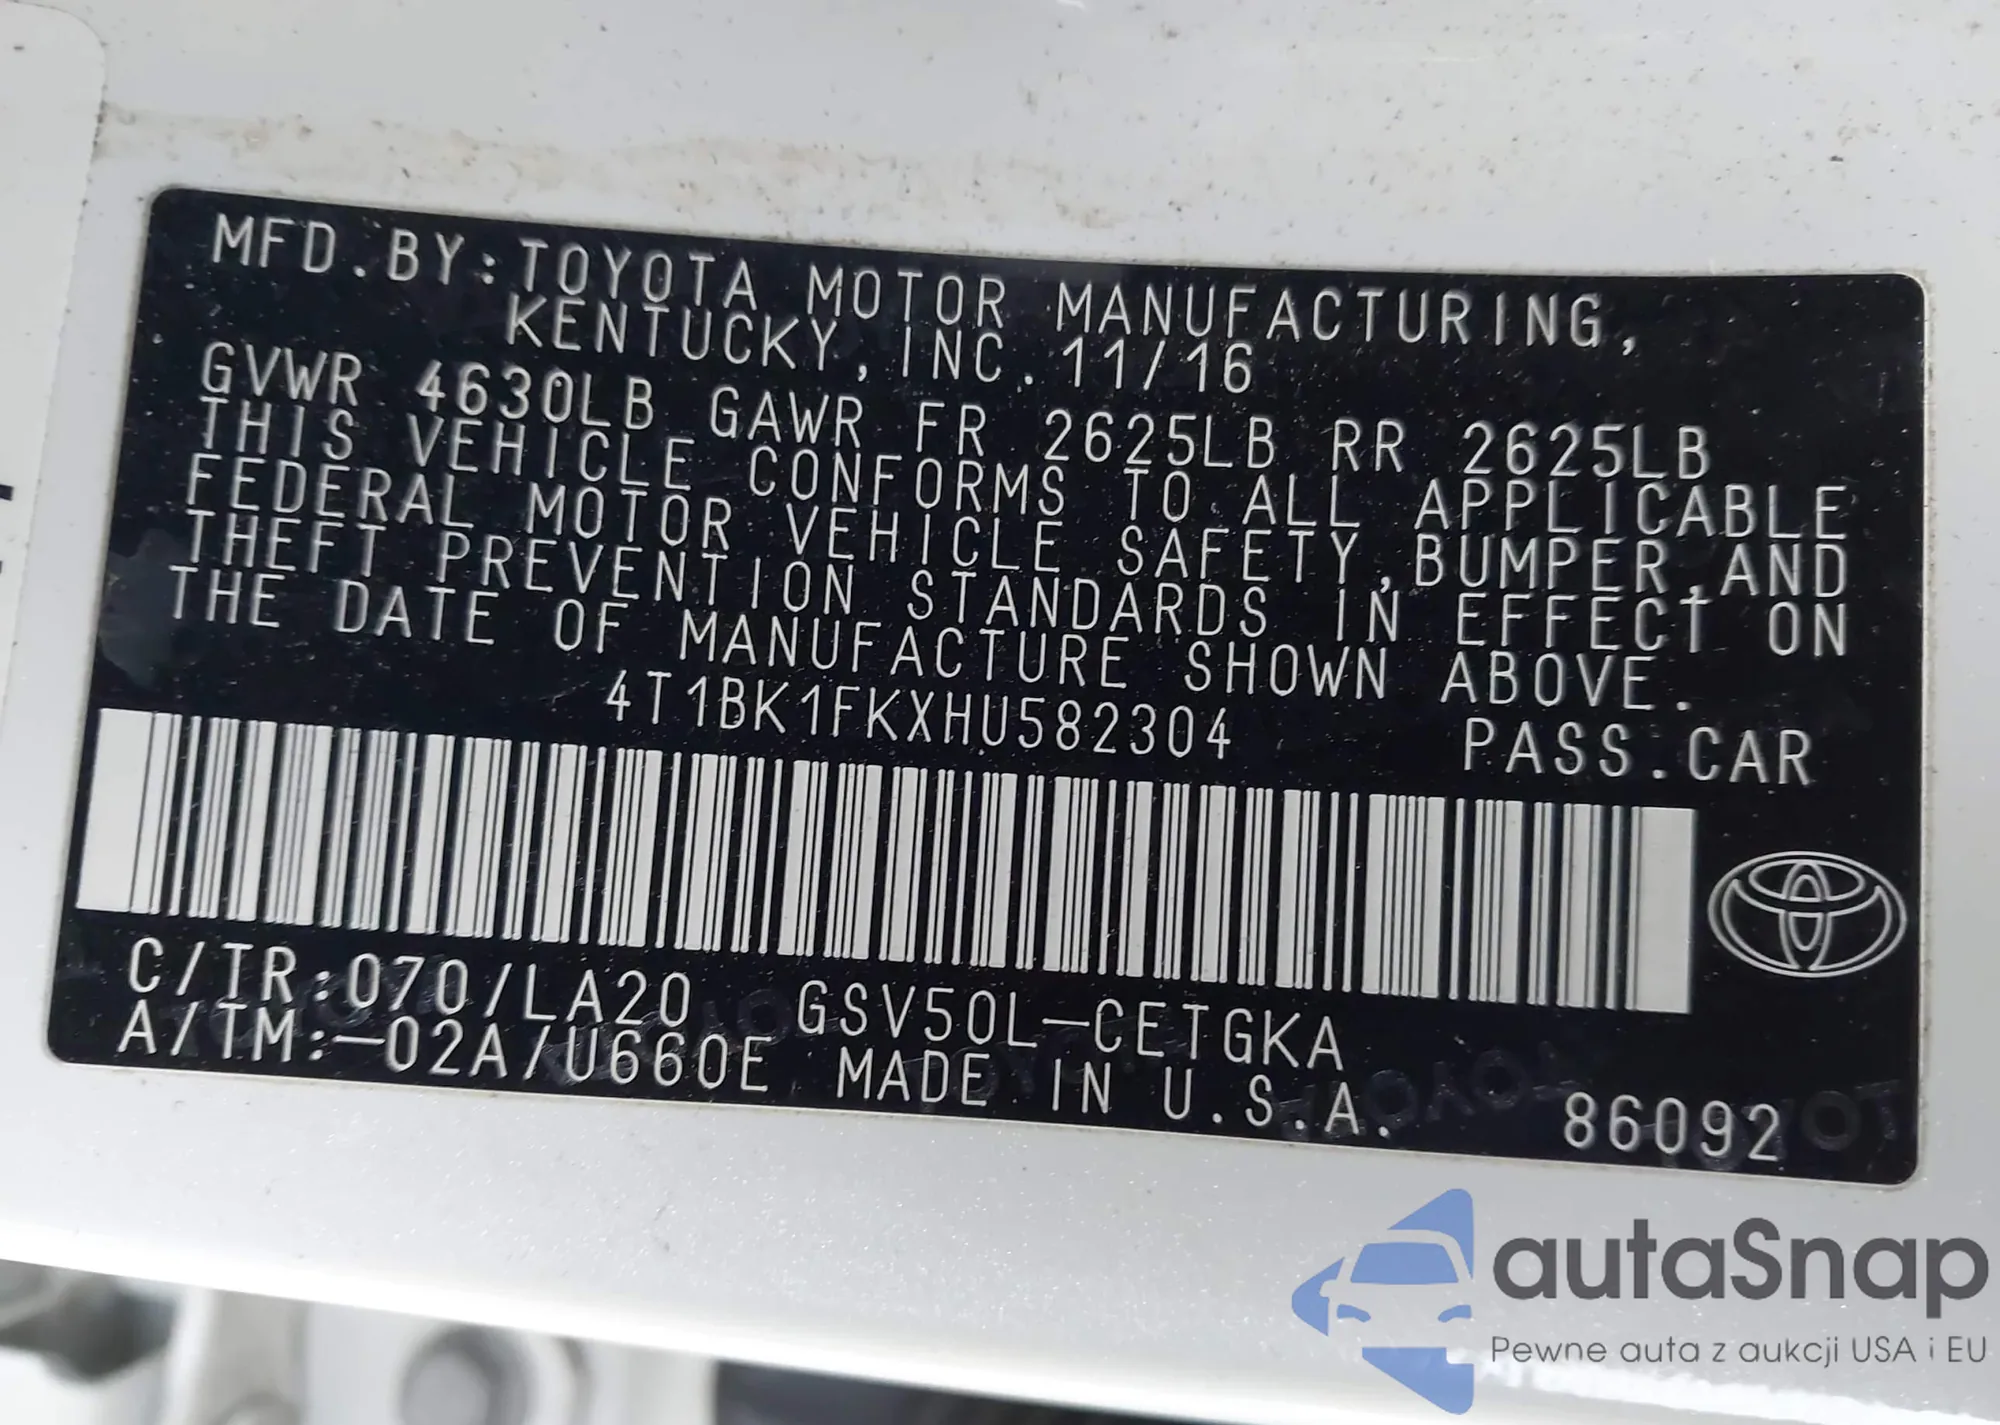 MFD.BY:TOYOTA MOTOR MANUFACTURING,
KENTUCKY, INC. 11/16
GVWR 4630LB GAWR FR 2625LB RR 2625LB
THIS VEHICLE CONFORMS TO ALL APPLICABLE
FEDERAL MOTOR VEHICLE SAFETY,BUMPER,AND
THEFT PREVENTION STANDARDS IN EFFECT ON
THE DATE OF MANUFACTURE SHOWN ABOVE.
4T1BK1FKXHU582304 PASS.CAR
C/TR:070/LA20 GSV50L-CETGKA
A/TM:-02A/U660E MADE IN U.S.A. 86092
autaSnap
Pewne auta z aukcji USA i EU